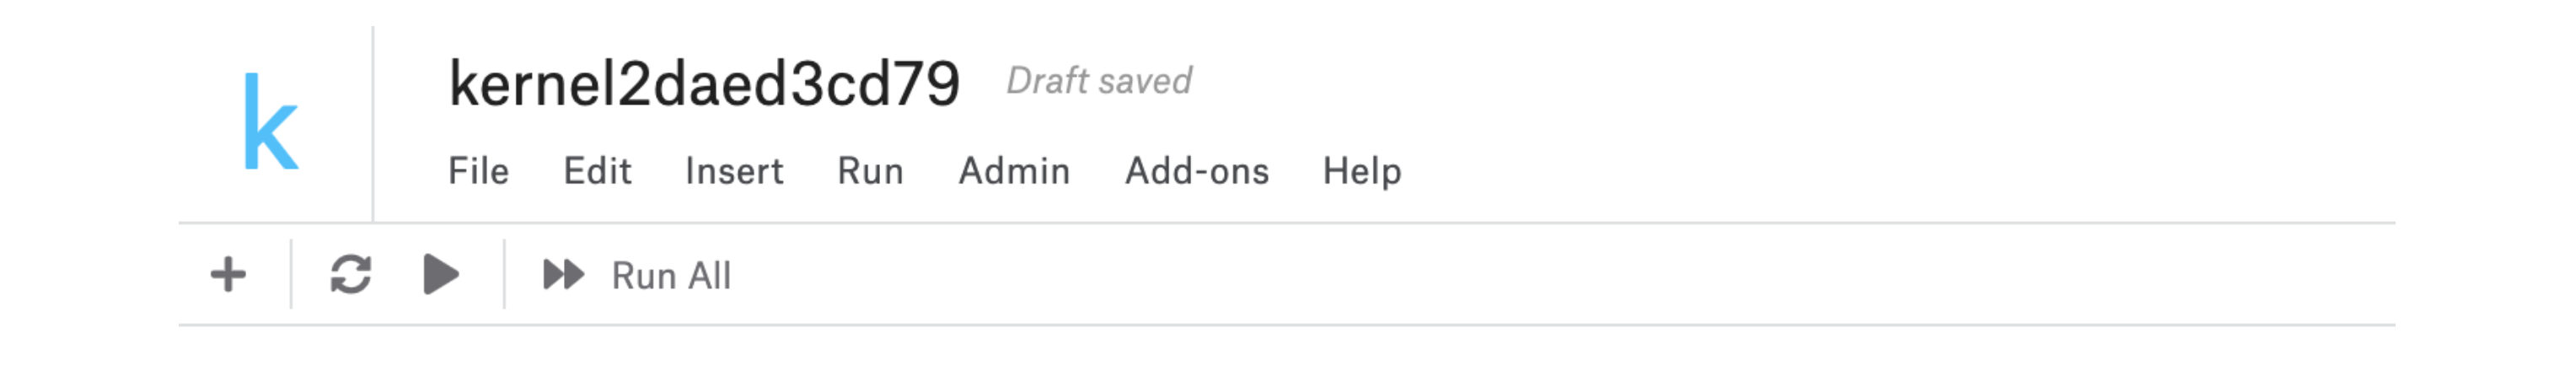 k
kernel2daed3cd79 Draft saved
File Edit Insert Run Admin Add-ons Help
Run All